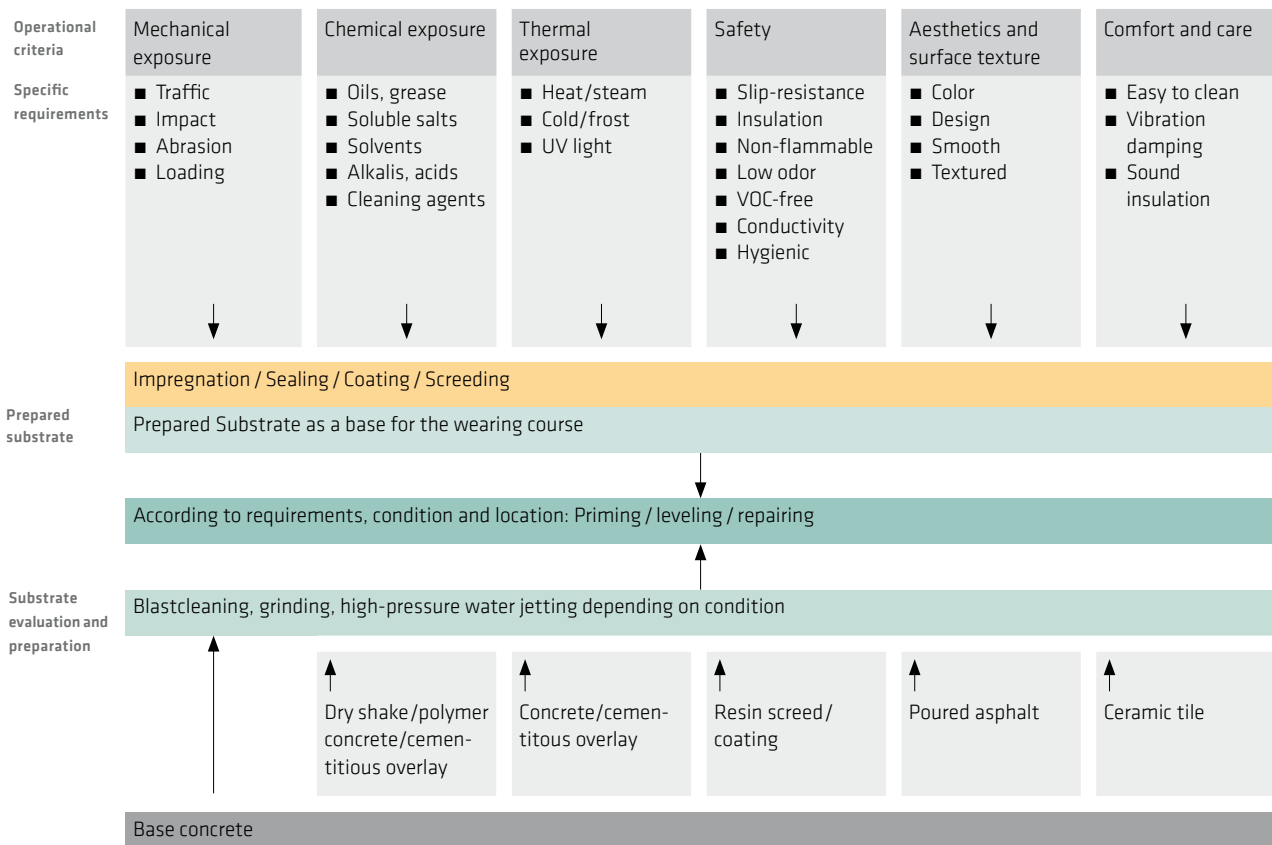 Operational
criteria
Mechanical
exposure
Chemical exposure
Thermal
exposure
Safety
Aesthetics and
surface texture
Comfort and care
Specific
requirements
■ Traffic
■ Impact
■ Abrasion
■ Loading
■ Oils, grease
■ Soluble salts
■ Solvents
■ Alkalis, acids
■ Cleaning agents
■ Heat/steam
■ Cold/frost
■ UV light
■ Slip-resistance
■ Insulation
■ Non-flammable
■ Low odor
■ VOC-free
■ Conductivity
■ Hygienic
■ Color
■ Design
■ Smooth
■ Textured
■ Easy to clean
■ Vibration
damping
■ Sound
insulation
Impregnation / Sealing / Coating / Screeding
Prepared
substrate
Prepared Substrate as a base for the wearing course
According to requirements, condition and location: Priming / leveling / repairing
Substrate
evaluation and
preparation
Blastcleaning, grinding, high-pressure water jetting depending on condition
Dry shake/polymer
concrete/cemen-
titious overlay
Concrete/cemen-
titous overlay
Resin screed/
coating
Poured asphalt
Ceramic tile
Base concrete